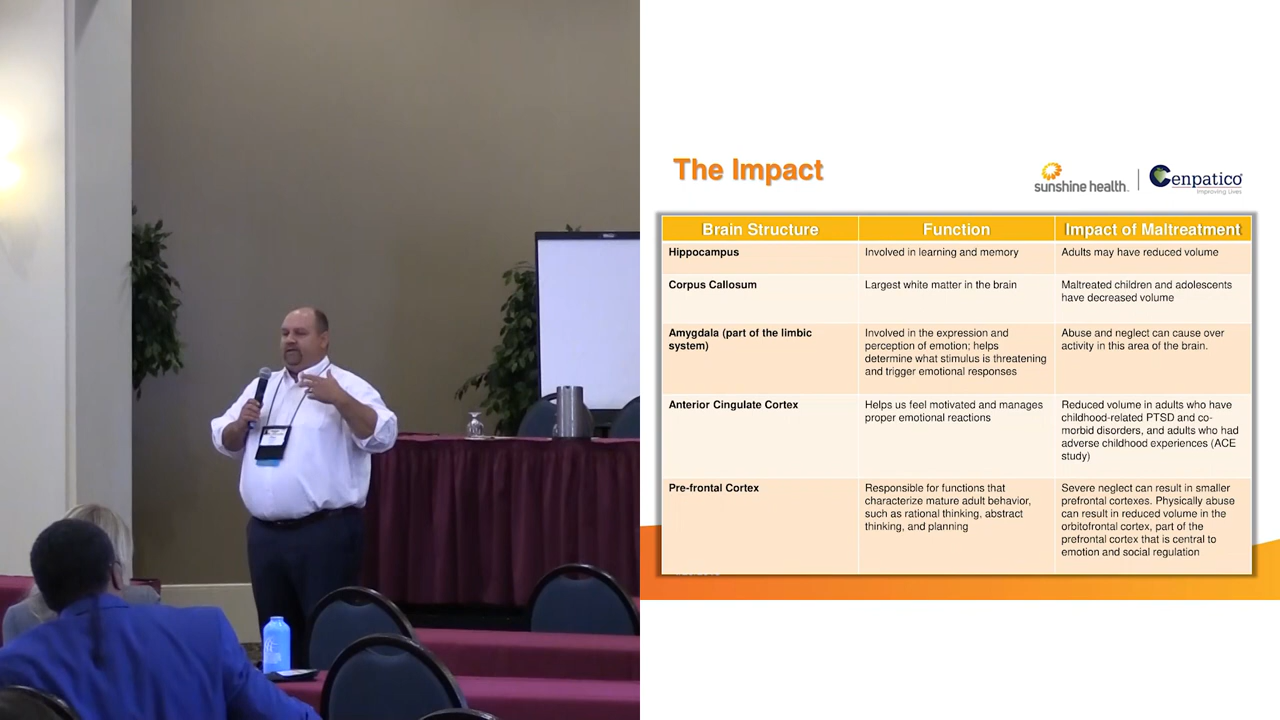 The Impact
sunshine health.
Cenpatico
Improving Lives
Brain Structure
Function
Impact of Maltreatment
Hippocampus
Involved in learning and memory
Adults may have reduced volume
Corpus Callosum
Largest white matter in the brain
Maltreated children and adolescents
have decreased volume
Amygdala (part of the limbic
system)
Involved in the expression and
perception of emotion; helps
determine what stimulus is threatening
and trigger emotional responses
Abuse and neglect can cause over
activity in this area of the brain.
Anterior Cingulate Cortex
Helps us feel motivated and manages
proper emotional reactions
Reduced volume in adults who have
childhood-related PTSD and co-
morbid disorders, and adults who had
adverse childhood experiences (ACE
study)
Pre-frontal Cortex
Responsible for functions that
characterize mature adult behavior,
such as rational thinking, abstract
thinking, and planning
Severe neglect can result in smaller
prefrontal cortexes. Physically abuse
can result in reduced volume in the
orbitofrontal cortex, part of the
prefrontal cortex that is central to
emotion and social regulation